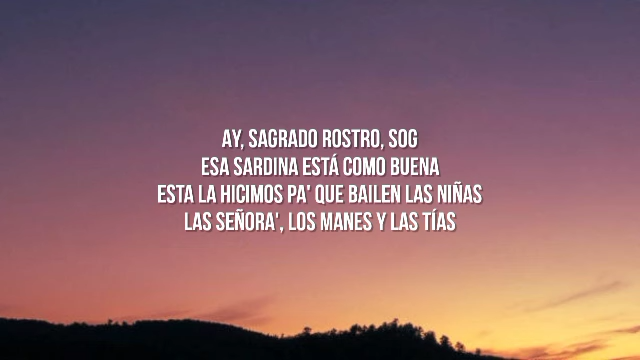 AY, SAGRADO ROSTRO, SOG
ESA SARDINA ESTÁ COMO BUENA
ESTA LA HICIMOS PA' QUE BAILEN LAS NIÑAS
LAS SEÑORA', LOS MANES Y LAS TÍAS